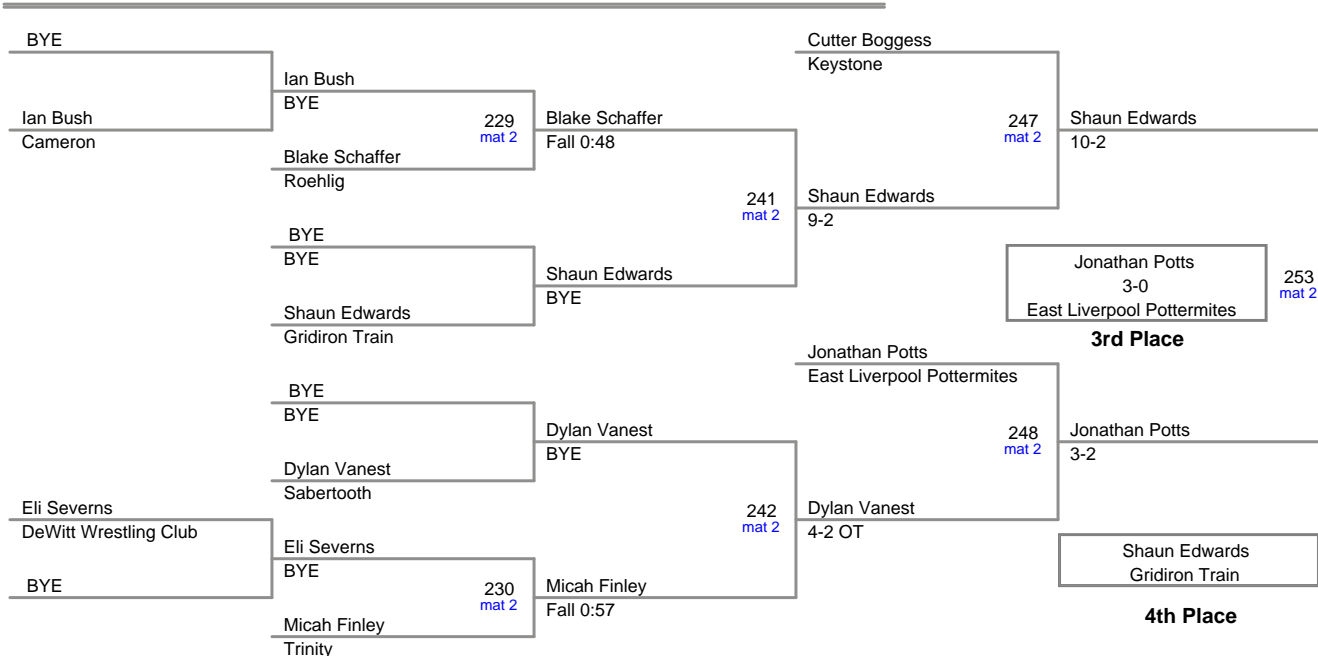 BYE
Cutter Boggess
Keystone
Ian Bush
BYE
Ian Bush
Cameron
229
mat 2
Blake Schaffer
Fall 0:48
247
mat 2
Shaun Edwards
10-2
Blake Schaffer
Roehlig
241
mat 2
Shaun Edwards
9-2
BYE
BYE
Shaun Edwards
BYE
Jonathan Potts
3-0
East Liverpool Pottermites
253
mat 2
3rd Place
Shaun Edwards
Gridiron Train
Jonathan Potts
East Liverpool Pottermites
BYE
BYE
Dylan Vanest
BYE
248
mat 2
Jonathan Potts
3-2
Dylan Vanest
Sabertooth
Eli Severns
DeWitt Wrestling Club
242
mat 2
Dylan Vanest
4-2 OT
Eli Severns
BYE
Shaun Edwards
Gridiron Train
BYE
230
mat 2
Micah Finley
Fall 0:57
4th Place
Micah Finley
Trinity